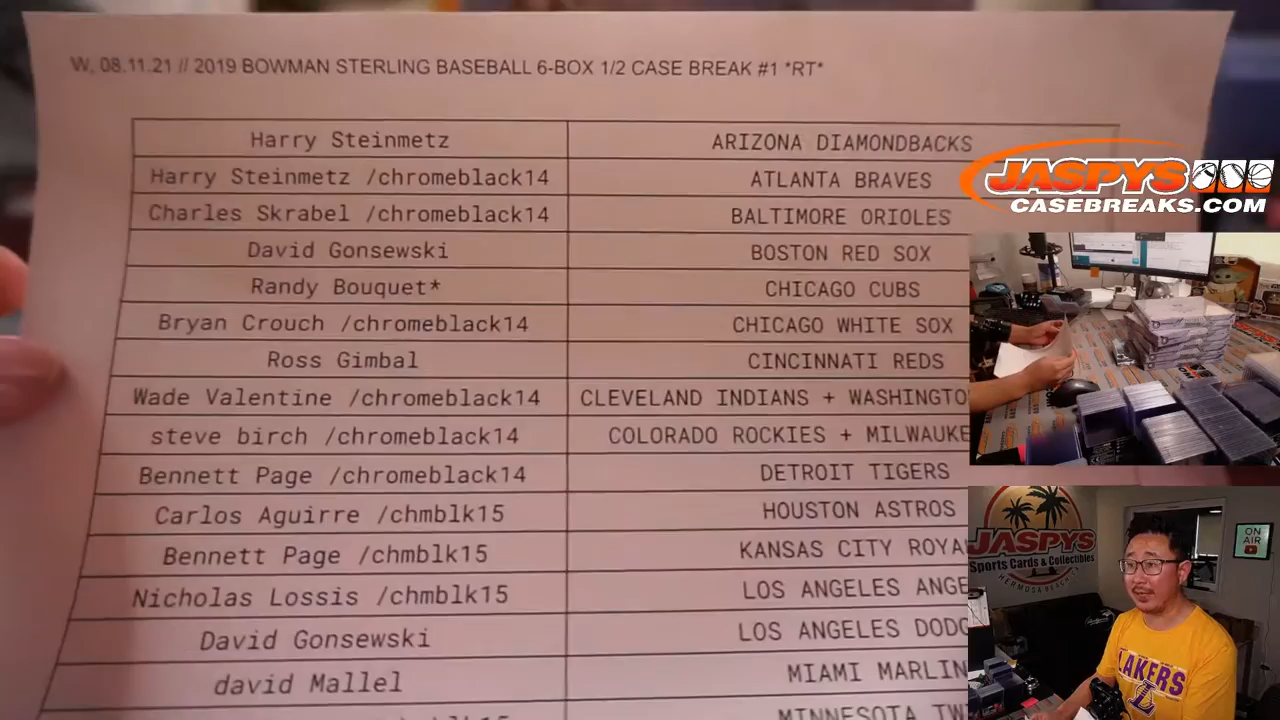 W, 08.11.21 // 2019 BOWMAN STERLING BASEBALL 6-BOX 1/2 CASE BREAK #1 *RT*
Harry Steinmetz ARIZONA DIAMONDBACKS
Harry Steinmetz /chromeblack14 ATLANTA BRAVES
Charles Skrabel /chromeblack14 BALTIMORE ORIOLES
David Gonsewski BOSTON RED SOX
Randy Bouquet* CHICAGO CUBS
Bryan Crouch /chromeblack14 CHICAGO WHITE SOX
Ross Gimbal CINCINNATI REDS
Wade Valentine /chromeblack14 CLEVELAND INDIANS + WASHINGTO
steve birch /chromeblack14 COLORADO ROCKIES + MILWAUKE
Bennett Page /chromeblack14 DETROIT TIGERS
Carlos Aguirre /chmblk15 HOUSTON ASTROS
Bennett Page /chmblk15 KANSAS CITY ROYA
Nicholas Lossis /chmblk15 LOS ANGELES ANGE
David Gonsewski LOS ANGELES DODG
david Mallel MIAMI MARLIN
MINNESOTA TW
JASPYS
CASEBREAKS.COM
JASPYS
Sports Cards & Collectibles
HERMOSA BEACH
ON
AIR
LAKERS